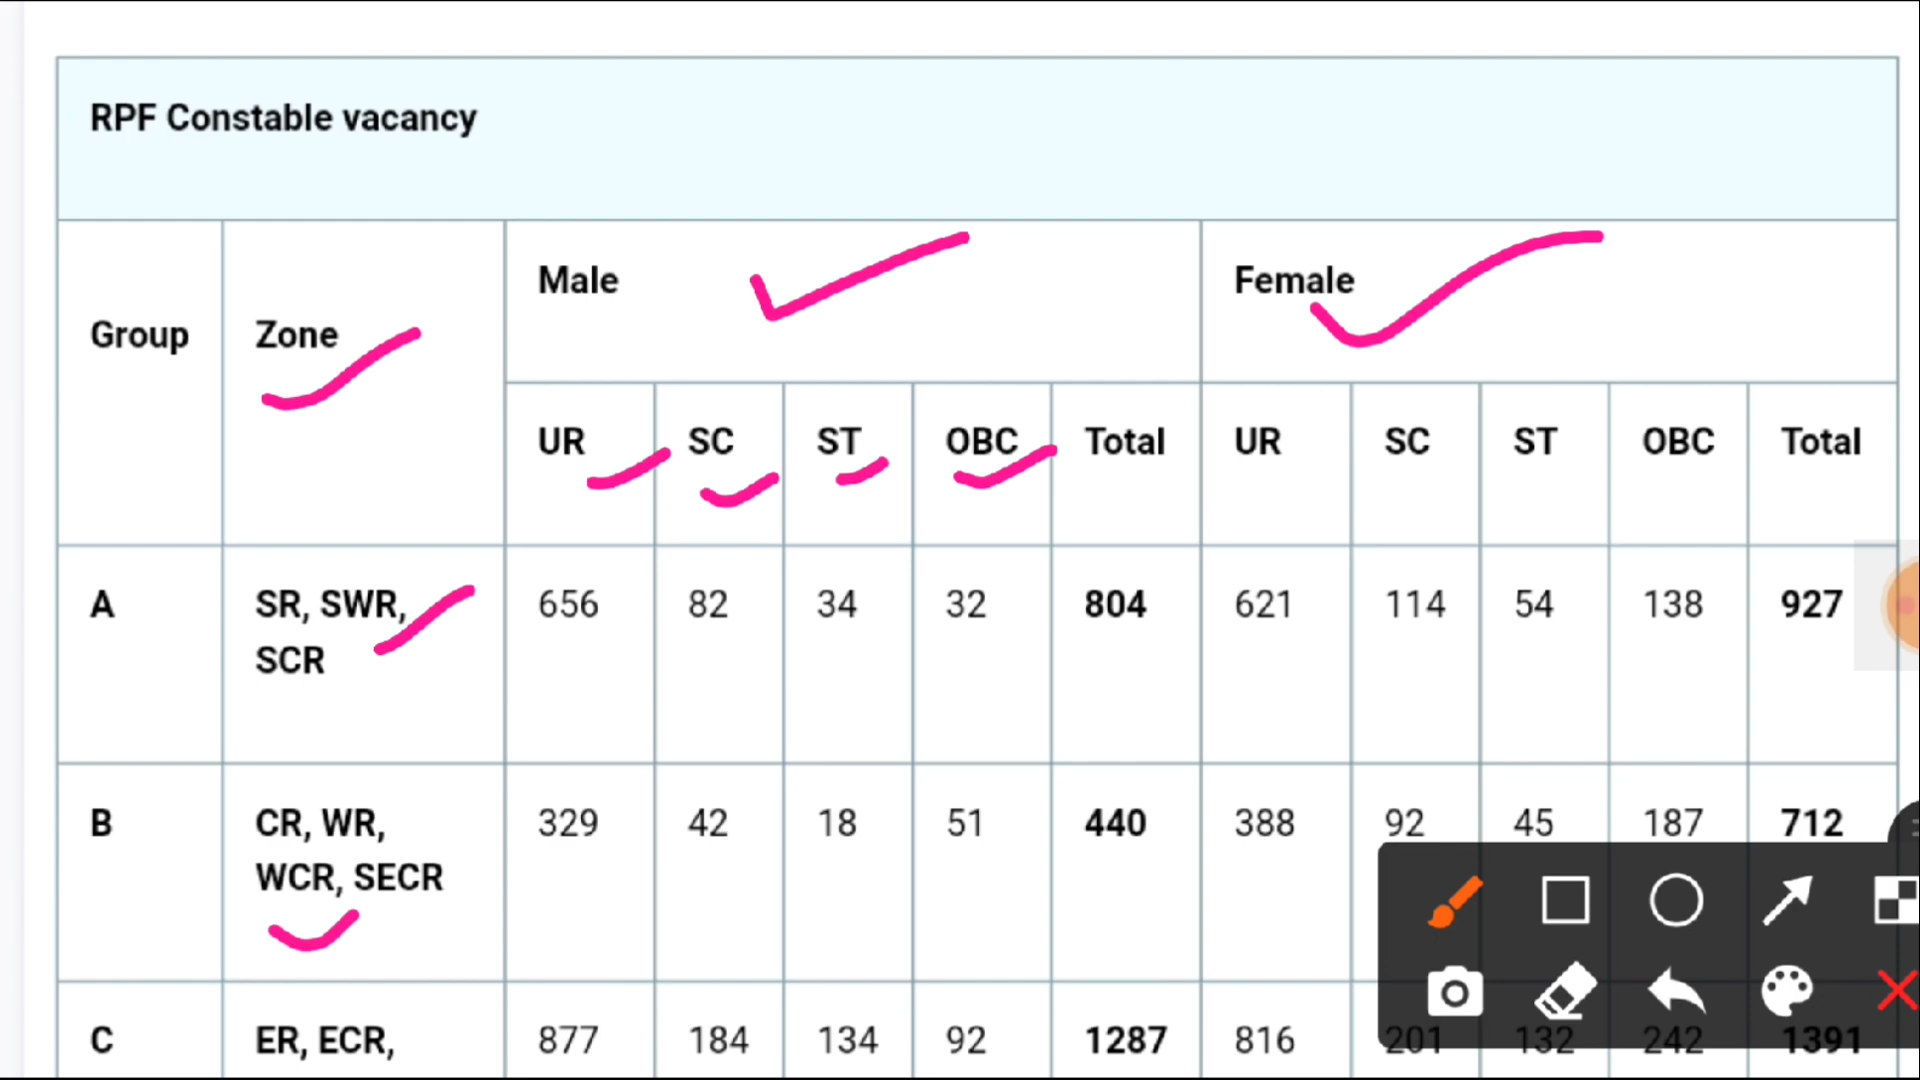 RPF Constable vacancy
Group Zone Male Female
UR SC ST OBC Total UR SC ST OBC Total
A SR, SWR, 656 82 34 32 804 621 114 54 138 927
SCR
B CR, WR, 329 42 18 51 440 388 92 45 187 712
WCR, SECR
C ER, ECR, 877 184 134 92 1287 816 201 132 242 1391